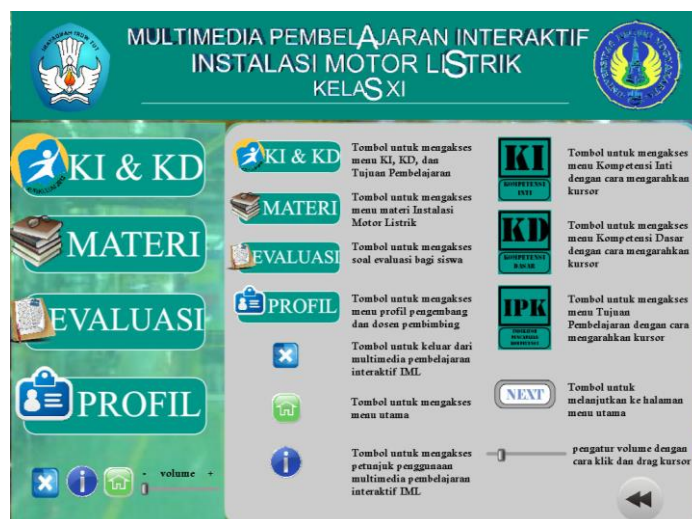 MULTIMEDIA PEMBELAJARAN INTERAKTIF
INSTALASI MOTOR LISTRIK
KELAS XI
KI & KD
MATERI
EVALUASI
PROFIL
- volume +
KI & KD
Tombol untuk mengakses
menu KI, KD, dan
Tujuan Pembelajaran
MATERI
Tombol untuk mengakses
menu materi Instalasi
Motor Listrik
EVALUASI
Tombol untuk mengakses
soal evaluasi bagi siswa
PROFIL
Tombol untuk mengakses
menu profil pengembang
dan dosen pembimbing
Tombol untuk keluar dari
multimedia pembelajaran
interaktif IML
Tombol untuk mengakses
menu utama
Tombol untuk mengakses
petunjuk penggunaan
multimedia pembelajaran
interaktif IML
KI
KOMPETENSI
INTI
Tombol untuk mengakses
menu Kompetensi Inti
dengan cara mengarahkan
kursor
KD
KOMPETENSI
DASAR
Tombol untuk mengakses
menu Kompetensi Dasar
dengan cara mengarahkan
kursor
IPK
Tombol untuk mengakses
menu Tujuan
Pembelajaran dengan cara
mengarahkan kursor
NEXT
Tombol untuk
melanjutkan ke halaman
menu utama
pengatur volume dengan
cara klik dan drag kursor